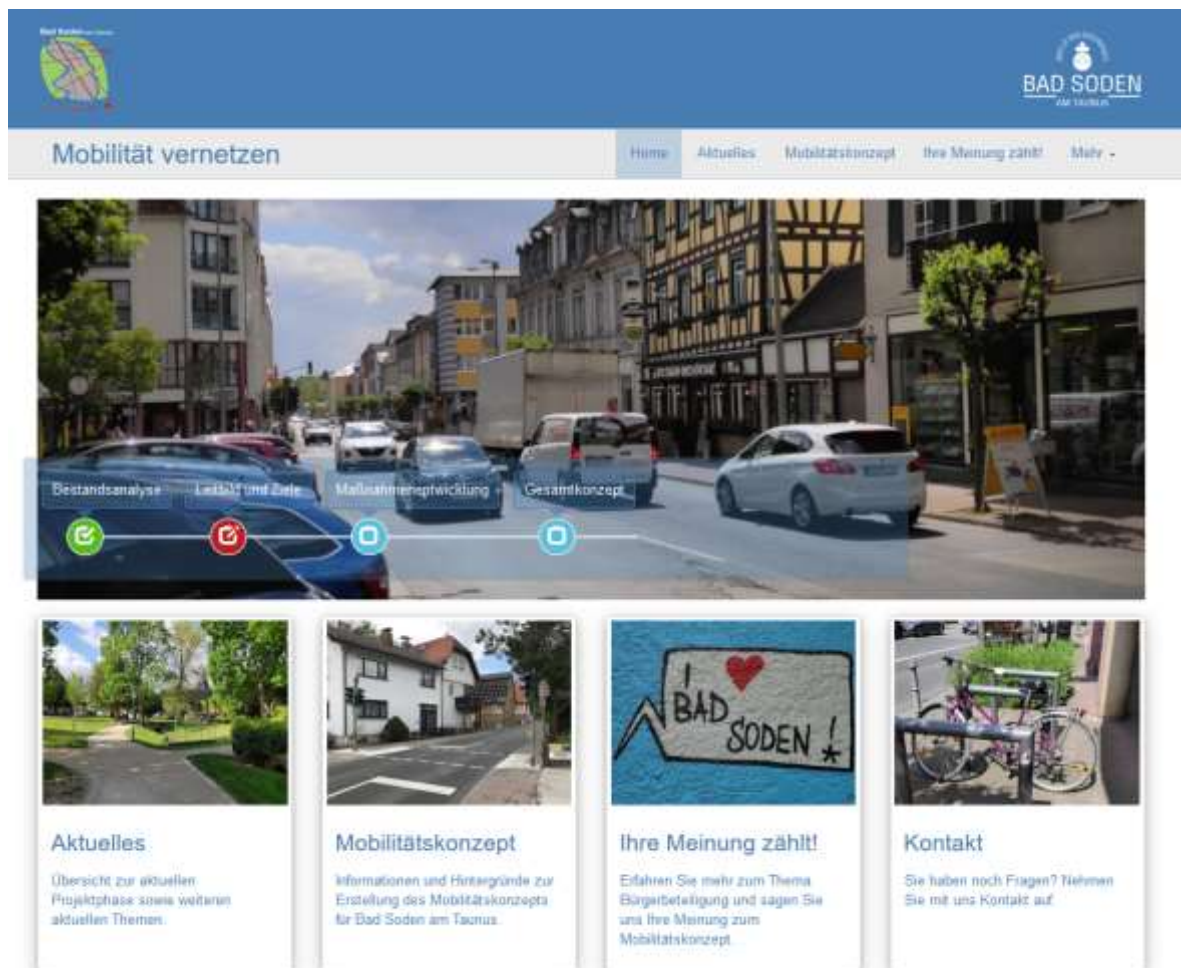 Bad Soden
BAD SODEN
AM TAUNUS
Mobilität vernetzen
Home
Aktuelles
Mobilitätskonzept
Ihre Meinung zählt!
Mehr
Bestandsanalyse
Leitbild und Ziele
Maßnahmenentwicklung
Gesamtkonzept
I ❤ BAD SODEN !
Aktuelles
Übersicht zur aktuellen
Projektphase sowie weiteren
aktuellen Themen.
Mobilitätskonzept
Informationen und Hintergründe zur
Erstellung des Mobilitätskonzepts
für Bad Soden am Taunus.
Ihre Meinung zählt!
Erfahren Sie mehr zum Thema
Bürgerbeteiligung und sagen Sie
uns Ihre Meinung zum
Mobilitätskonzept.
Kontakt
Sie haben noch Fragen? Nehmen
Sie mit uns Kontakt auf.